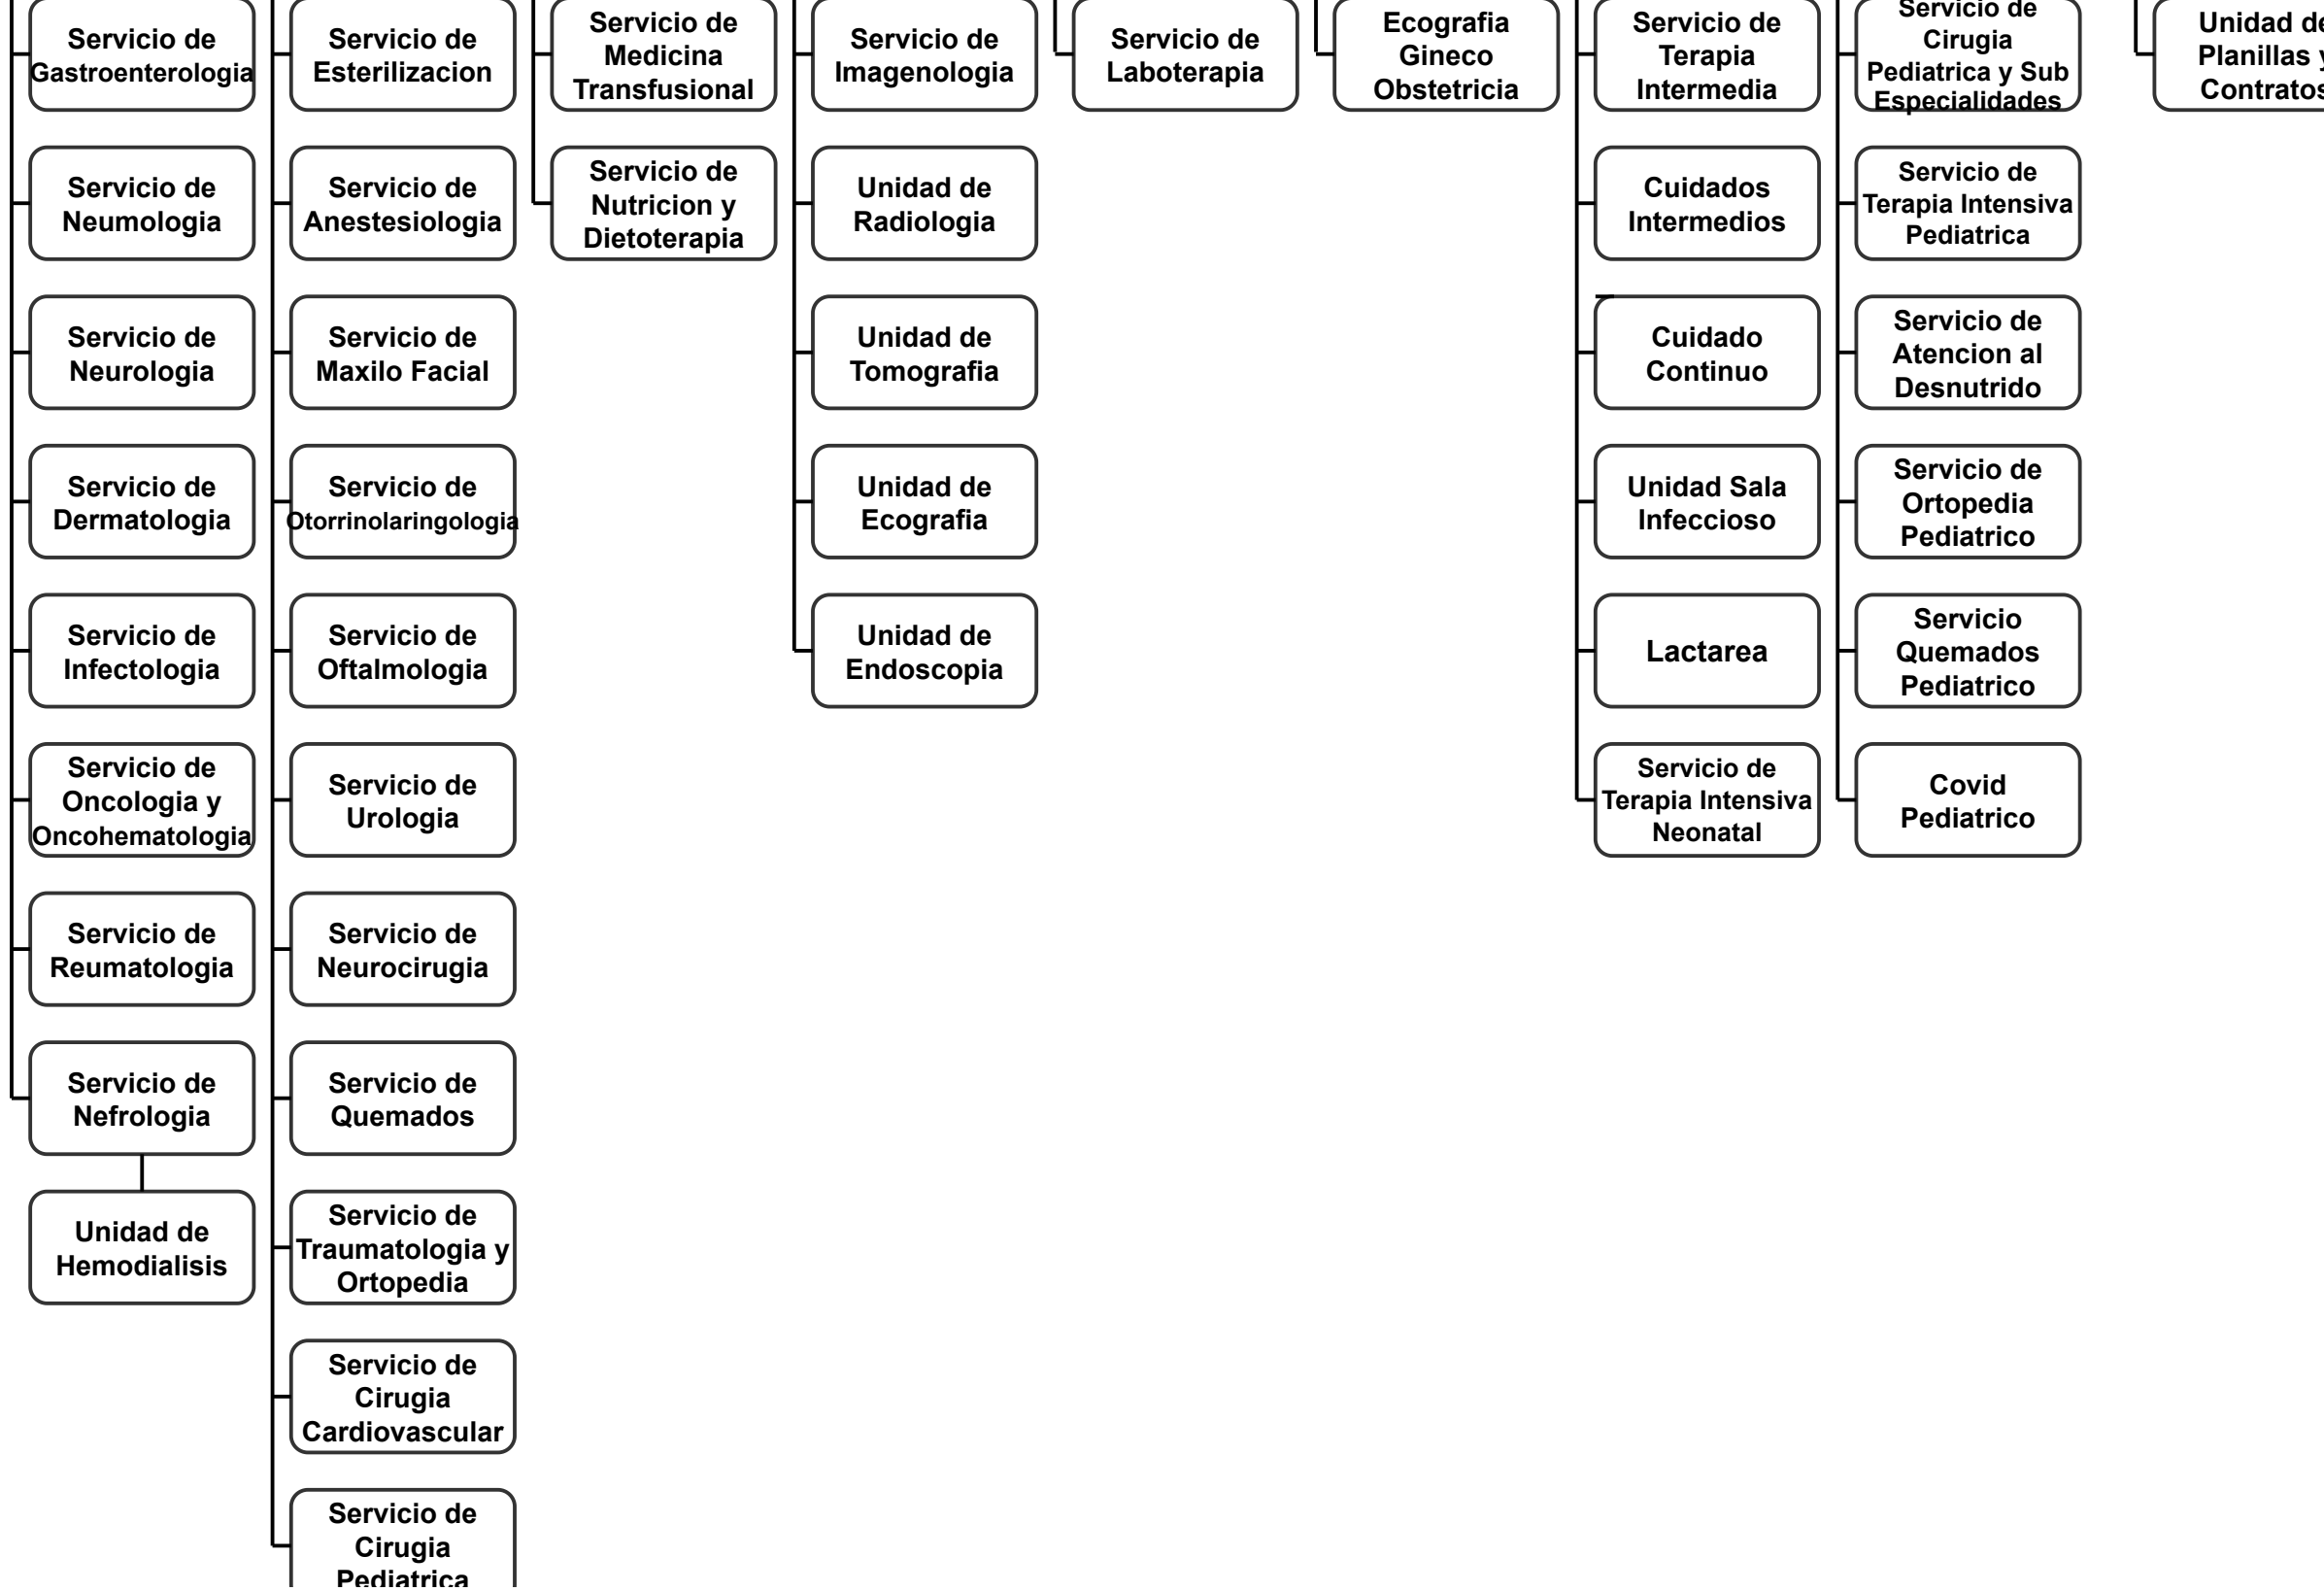 Servicio de
Gastroenterologia
Servicio de
Esterilizacion
Servicio de
Medicina
Transfusional
Servicio de
Imagenologia
Servicio de
Laboterapia
Ecografia
Gineco
Obstetricia
Servicio de
Terapia
Intermedia
Servicio de
Cirugia
Pediatrica y Sub
Especialidades
Unidad de
Planillas y
Contratos
Servicio de
Neumologia
Servicio de
Anestesiologia
Servicio de
Nutricion y
Dietoterapia
Unidad de
Radiologia
Cuidados
Intermedios
Servicio de
Terapia Intensiva
Pediatrica
Servicio de
Neurologia
Servicio de
Maxilo Facial
Unidad de
Tomografia
Cuidado
Continuo
Servicio de
Atencion al
Desnutrido
Servicio de
Dermatologia
Servicio de
Otorrinolaringologia
Unidad de
Ecografia
Unidad Sala
Infeccioso
Servicio de
Ortopedia
Pediatrico
Servicio de
Infectologia
Servicio de
Oftalmologia
Unidad de
Endoscopia
Lactarea
Servicio
Quemados
Pediatrico
Servicio de
Oncologia y
Oncohematologia
Servicio de
Urologia
Servicio de
Terapia Intensiva
Neonatal
Covid
Pediatrico
Servicio de
Reumatologia
Servicio de
Neurocirugia
Servicio de
Nefrologia
Servicio de
Quemados
Unidad de
Hemodialisis
Servicio de
Traumatologia y
Ortopedia
Servicio de
Cirugia
Cardiovascular
Servicio de
Cirugia
Pediatrica